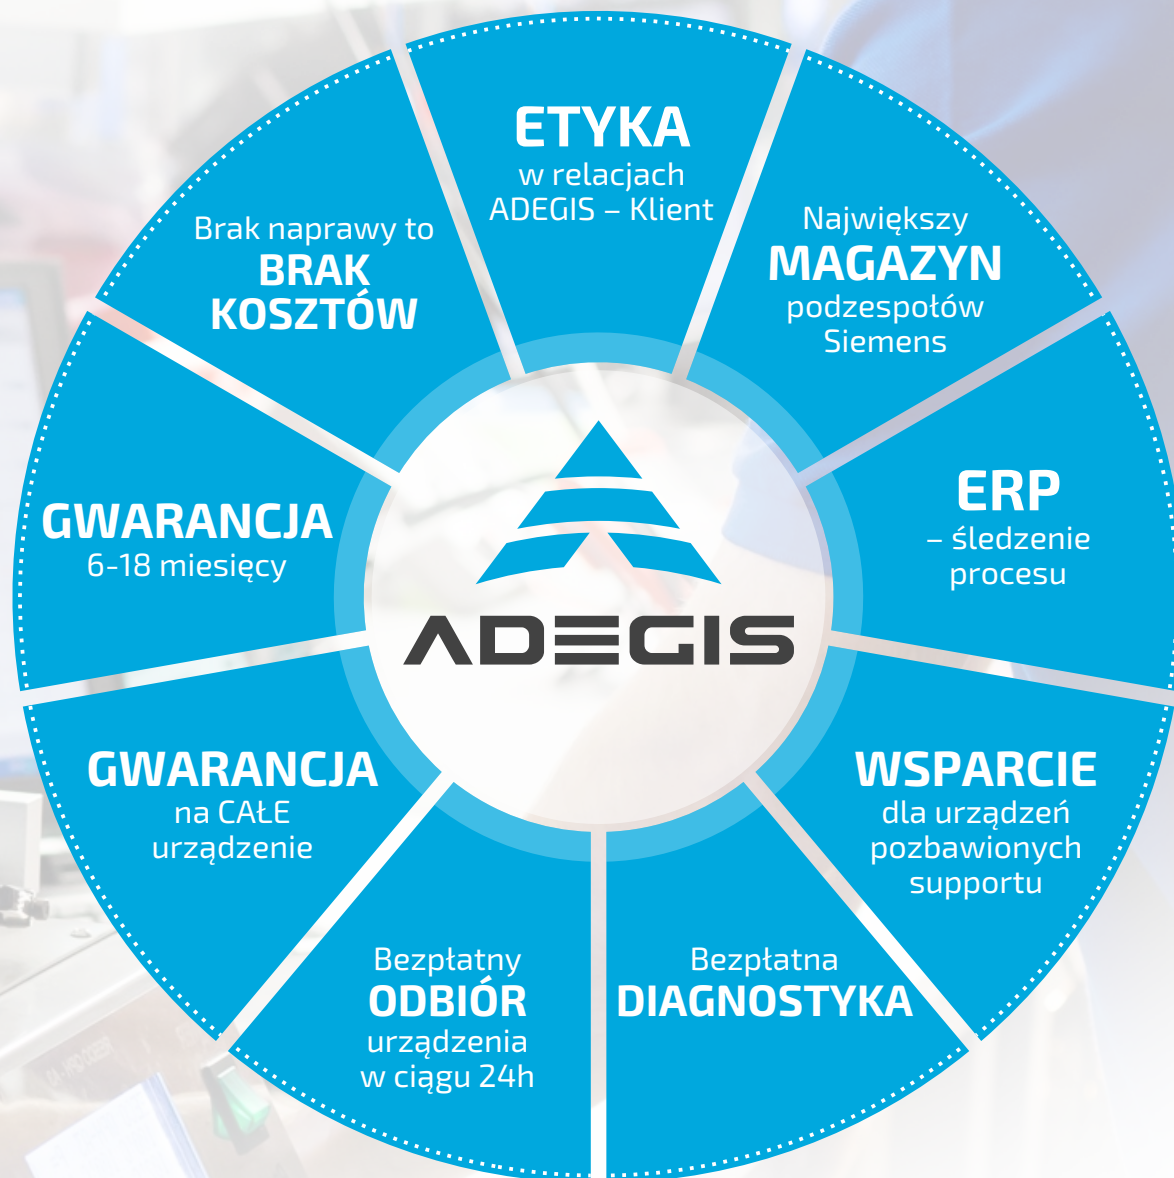 ETYKA
w relacjach
ADEGIS – Klient
Największy
MAGAZYN
podzespołów
Siemens
ERP
– śledzenie
procesu
WSPARCIE
dla urządzeń
pozbawionych
supportu
Bezpłatna
DIAGNOSTYKA
Bezpłatny
ODBIÓR
urządzenia
w ciągu 24h
GWARANCJA
na CAŁE
urządzenie
GWARANCJA
6-18 miesięcy
Brak naprawy to
BRAK
KOSZTÓW
ADEGIS